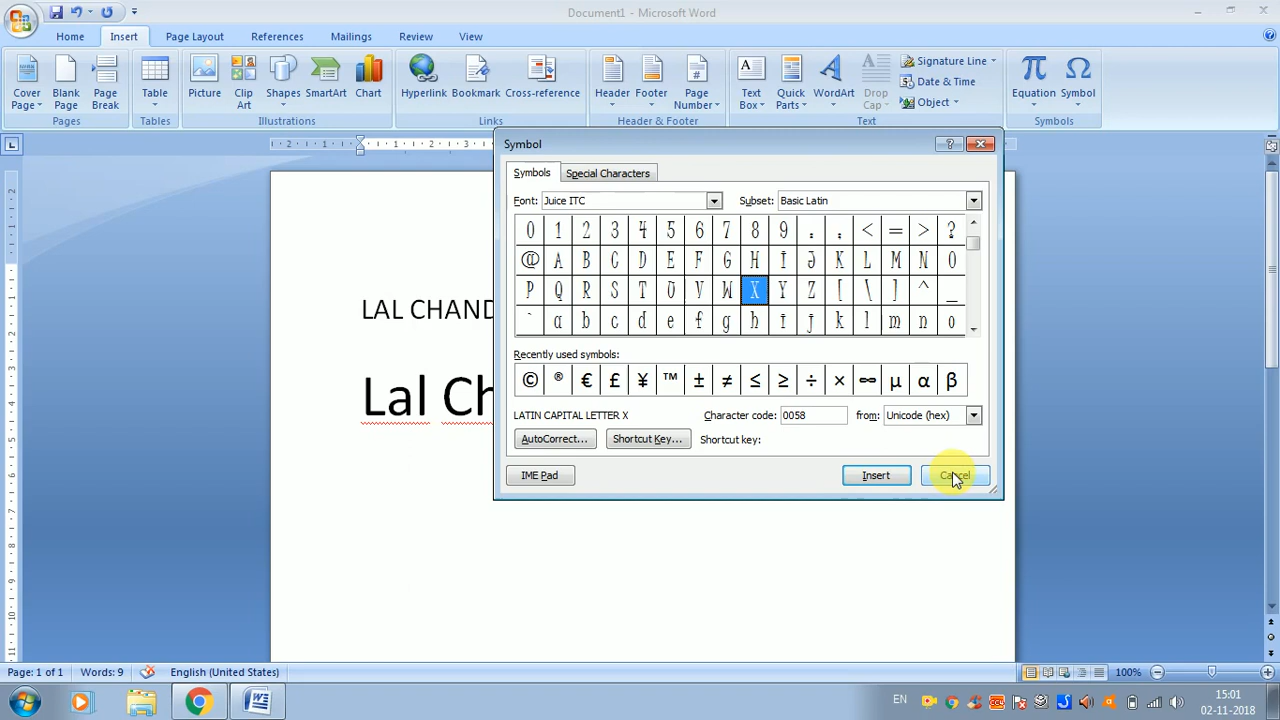 Document1 - Microsoft Word
Home Insert Page Layout References Mailings Review View
Cover Page Blank Page Page Break Table Picture Clip Art Shapes SmartArt Chart Hyperlink Bookmark Cross-reference Header Footer Page Number Text Box Quick Parts WordArt Drop Cap Signature Line Date & Time Object Equation Symbol
Pages Tables Illustrations Links Header & Footer Text Symbols
Symbol
Symbols Special Characters
Font: Juice ITC Subset: Basic Latin
0 1 2 3 4 5 6 7 8 9 : ; < = > ?
@ A B C D E F G H I J K L M N O
P Q R S T U V W X Y Z [ \ ] ^ _
` a b c d e f g h i j k l m n o
LAL CHAND
Lal Ch
Recently used symbols:
© ® € £ ¥ ™ ± ≠ ≤ ≥ ÷ × ∞ µ α β
LATIN CAPITAL LETTER X Character code: 0058 from: Unicode (hex)
AutoCorrect... Shortcut Key... Shortcut key:
IME Pad Insert Cancel
Page: 1 of 1 Words: 9 English (United States) 100%
EN 15:01
02-11-2018